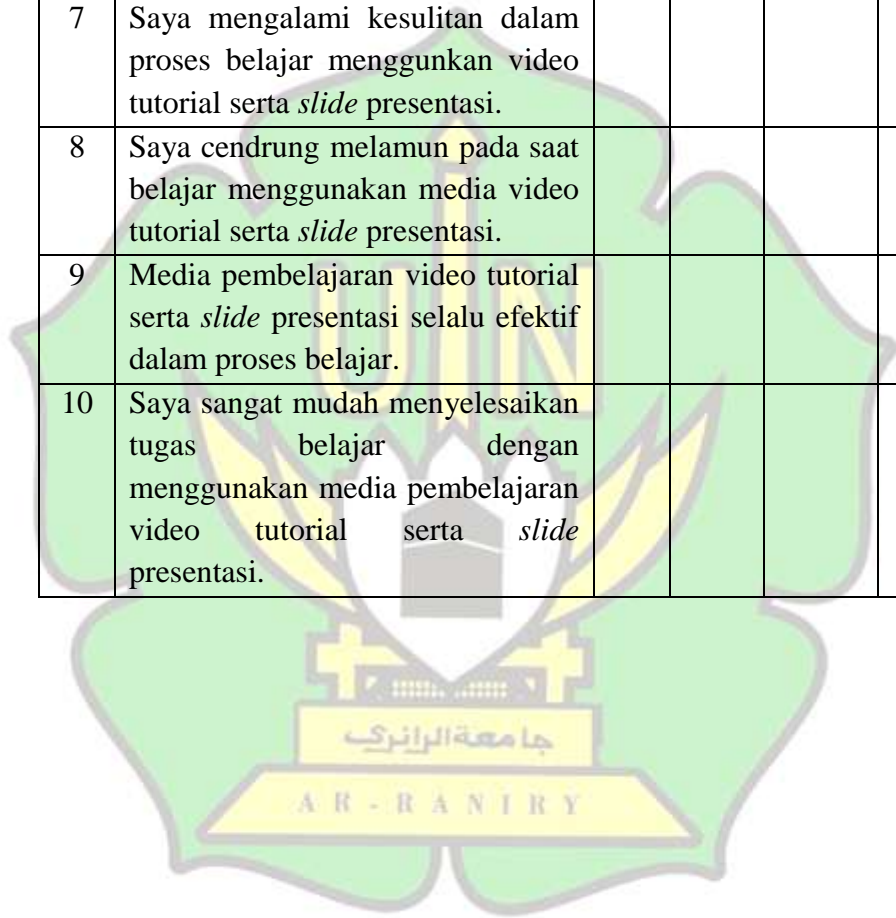 7 Saya mengalami kesulitan dalam
proses belajar menggunkan video
tutorial serta slide presentasi.
8 Saya cendrung melamun pada saat
belajar menggunakan media video
tutorial serta slide presentasi.
9 Media pembelajaran video tutorial
serta slide presentasi selalu efektif
dalam proses belajar.
10 Saya sangat mudah menyelesaikan
tugas belajar dengan
menggunakan media pembelajaran
video tutorial serta slide
presentasi.
UIN
جامعة الرانري
AR-RANIRY